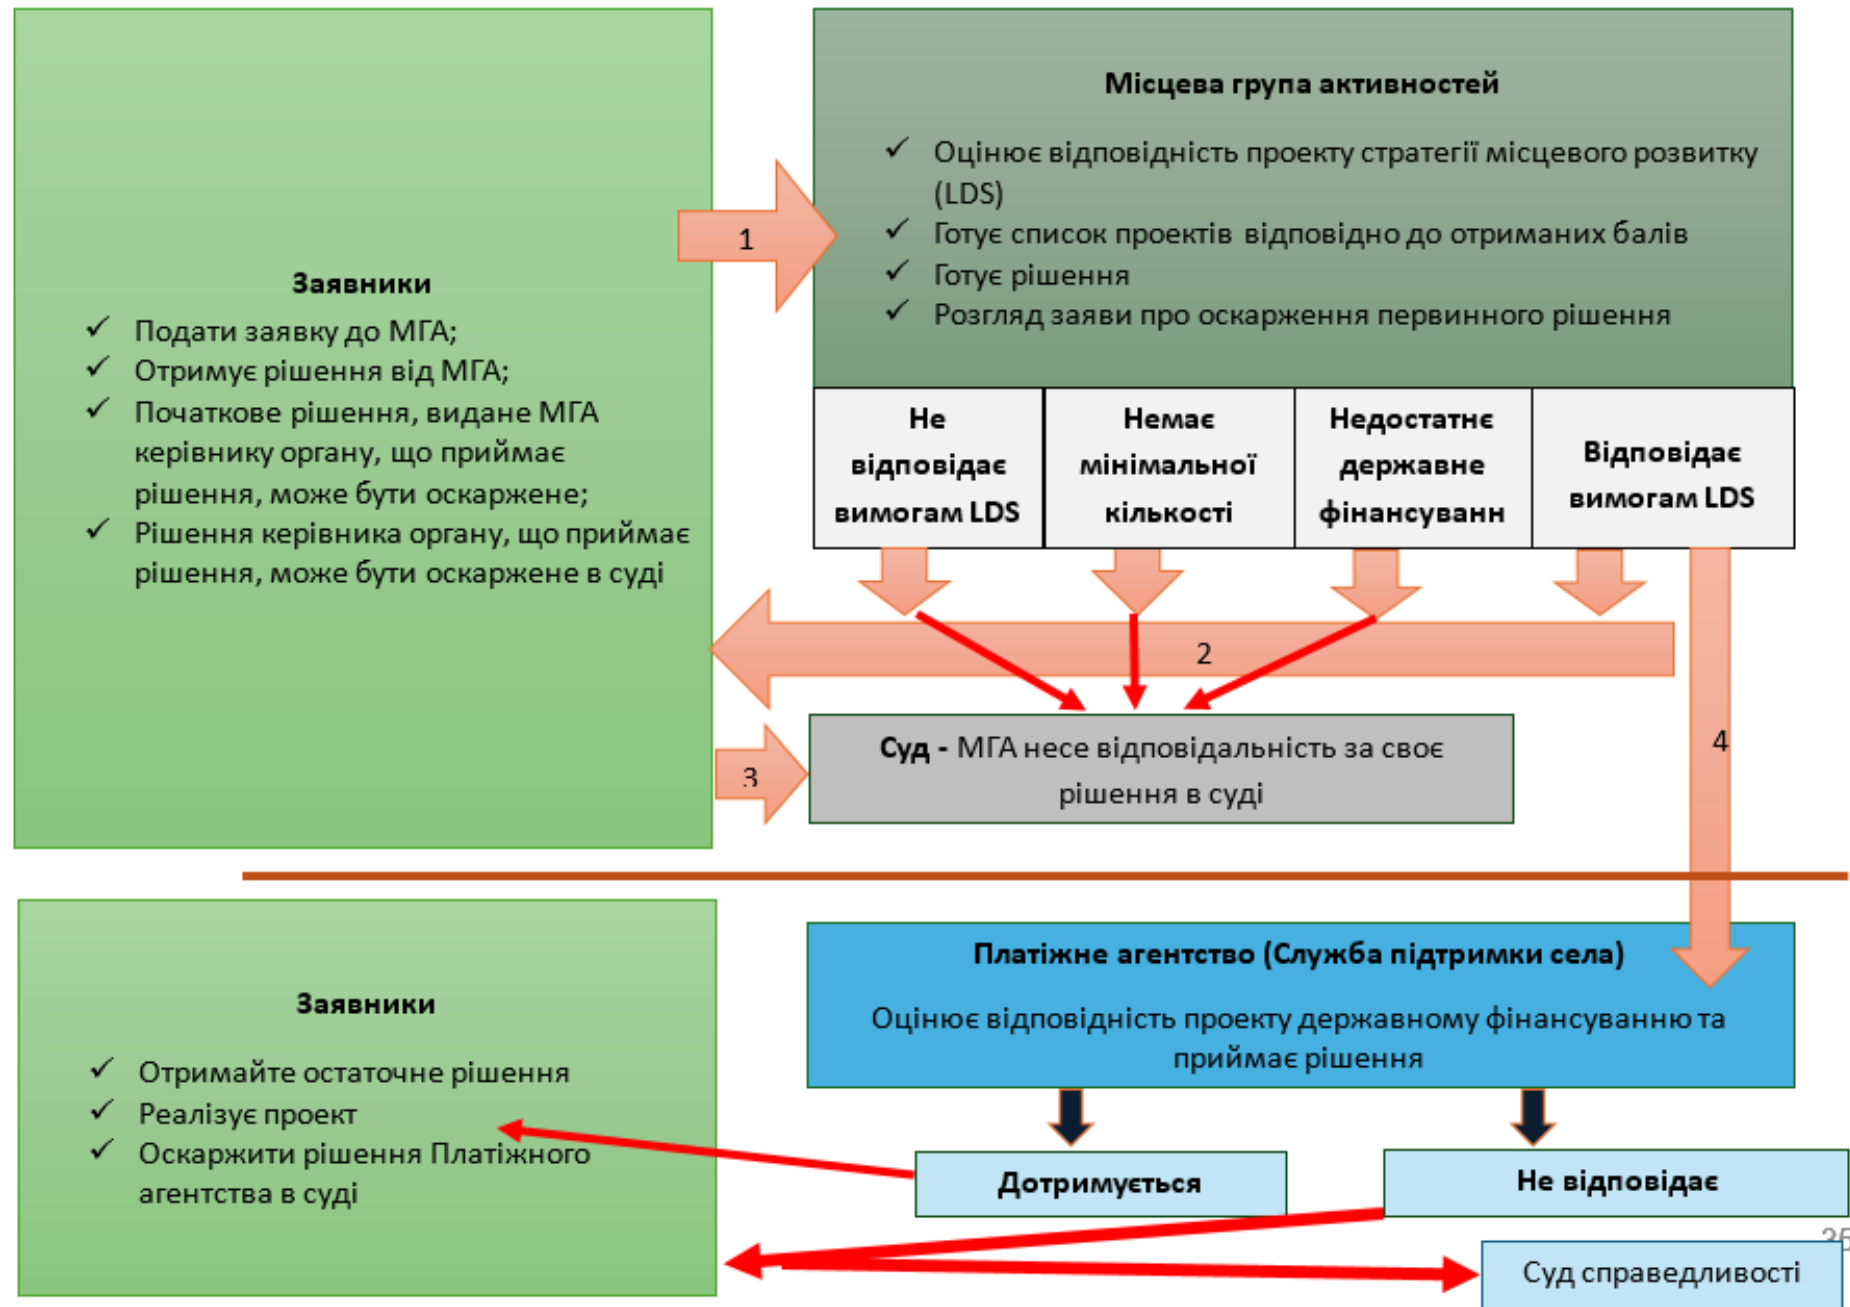 Заявники
Подати заявку до МГА;
Отримує рішення від МГА;
Початкове рішення, видане МГА
керівнику органу, що приймає
рішення, може бути оскаржене;
Рішення керівника органу, що приймає
рішення, може бути оскаржене в суді
1
Місцева група активностей
Оцінює відповідність проекту стратегії місцевого розвитку
(LDS)
Готує список проектів відповідно до отриманих балів
Готує рішення
Розгляд заяви про оскарження первинного рішення
Не
відповідає
вимогам LDS
Немає
мінімальної
кількості
Недостатнє
державне
фінансуванн
Відповідає
вимогам LDS
2
3
Суд - МГА несе відповідальність за своє
рішення в суді
4
Заявники
Отримайте остаточне рішення
Реалізує проект
Оскаржити рішення Платіжного
агентства в суді
Платіжне агентство (Служба підтримки села)
Оцінює відповідність проекту державному фінансуванню та
приймає рішення
Дотримується
Не відповідає
35
Суд справедливості